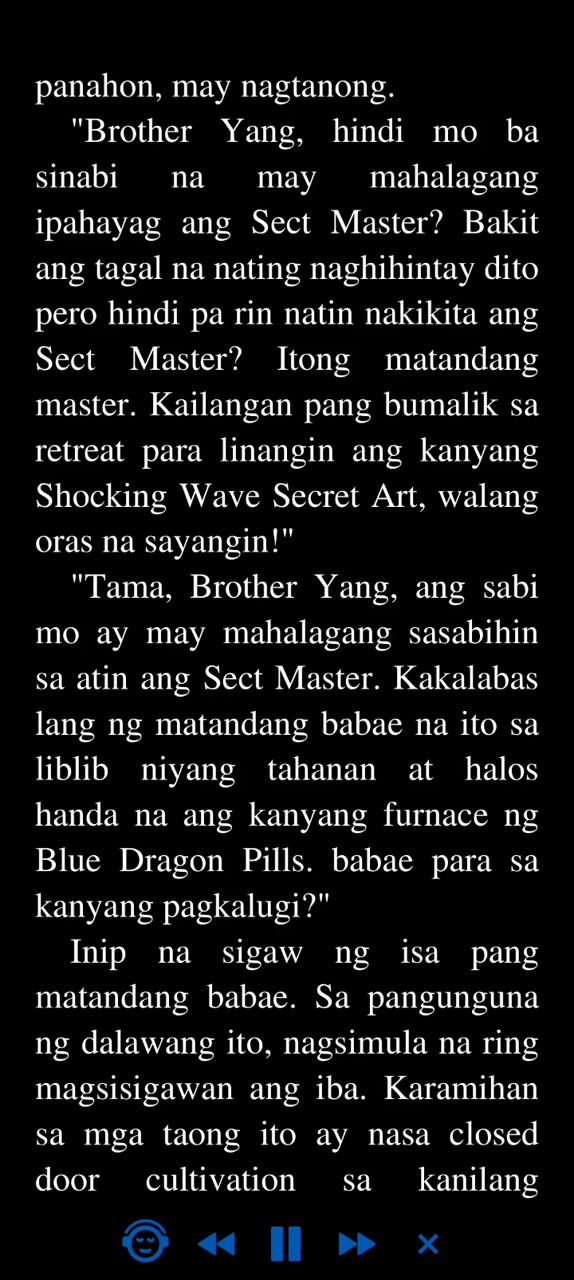 panahon, may nagtanong.
"Brother Yang, hindi mo ba
sinabi na may mahalagang
ipahayag ang Sect Master? Bakit
ang tagal na nating naghihintay dito
pero hindi pa rin natin nakikita ang
Sect Master? Itong matandang
master. Kailangan pang bumalik sa
retreat para linangin ang kanyang
Shocking Wave Secret Art, walang
oras na sayangin!"
"Tama, Brother Yang, ang sabi
mo ay may mahalagang sasabihin
sa atin ang Sect Master. Kakalabas
lang ng matandang babae na ito sa
liblib niyang tahanan at halos
handa na ang kanyang furnace ng
Blue Dragon Pills. babae para sa
kanyang pagkalugi?"
Inip na sigaw ng isa pang
matandang babae. Sa pangunguna
ng dalawang ito, nagsimula na ring
magsisigawan ang iba. Karamihan
sa mga taong ito ay nasa closed
door cultivation sa kanilang